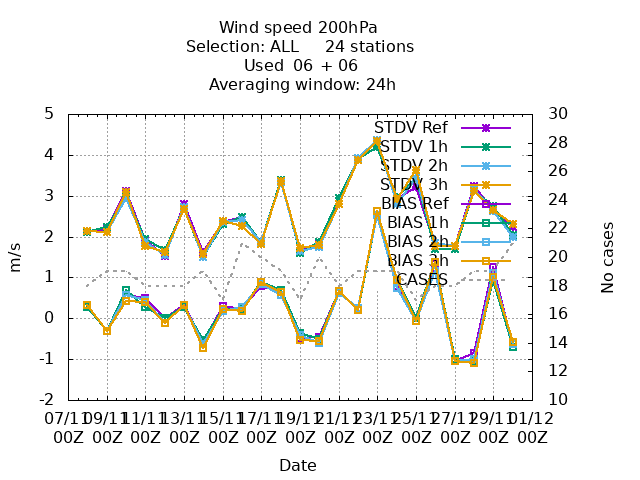 Wind speed 200hPa
Selection: ALL 24 stations
Used 06 + 06
Averaging window: 24h
5
4
3
2
1
0
-1
-2
m/s
30
28
26
24
22
20
18
16
14
12
10
No cases
STDV Ref
STDV 1h
STDV 2h
STDV 3h
BIAS Ref
BIAS 1h
BIAS 2h
BIAS 3h
CASES
07/11 09/11 11/11 13/11 15/11 17/11 19/11 21/11 23/11 25/11 27/11 29/11 01/12
00Z 00Z 00Z 00Z 00Z 00Z 00Z 00Z 00Z 00Z 00Z 00Z 00Z
Date